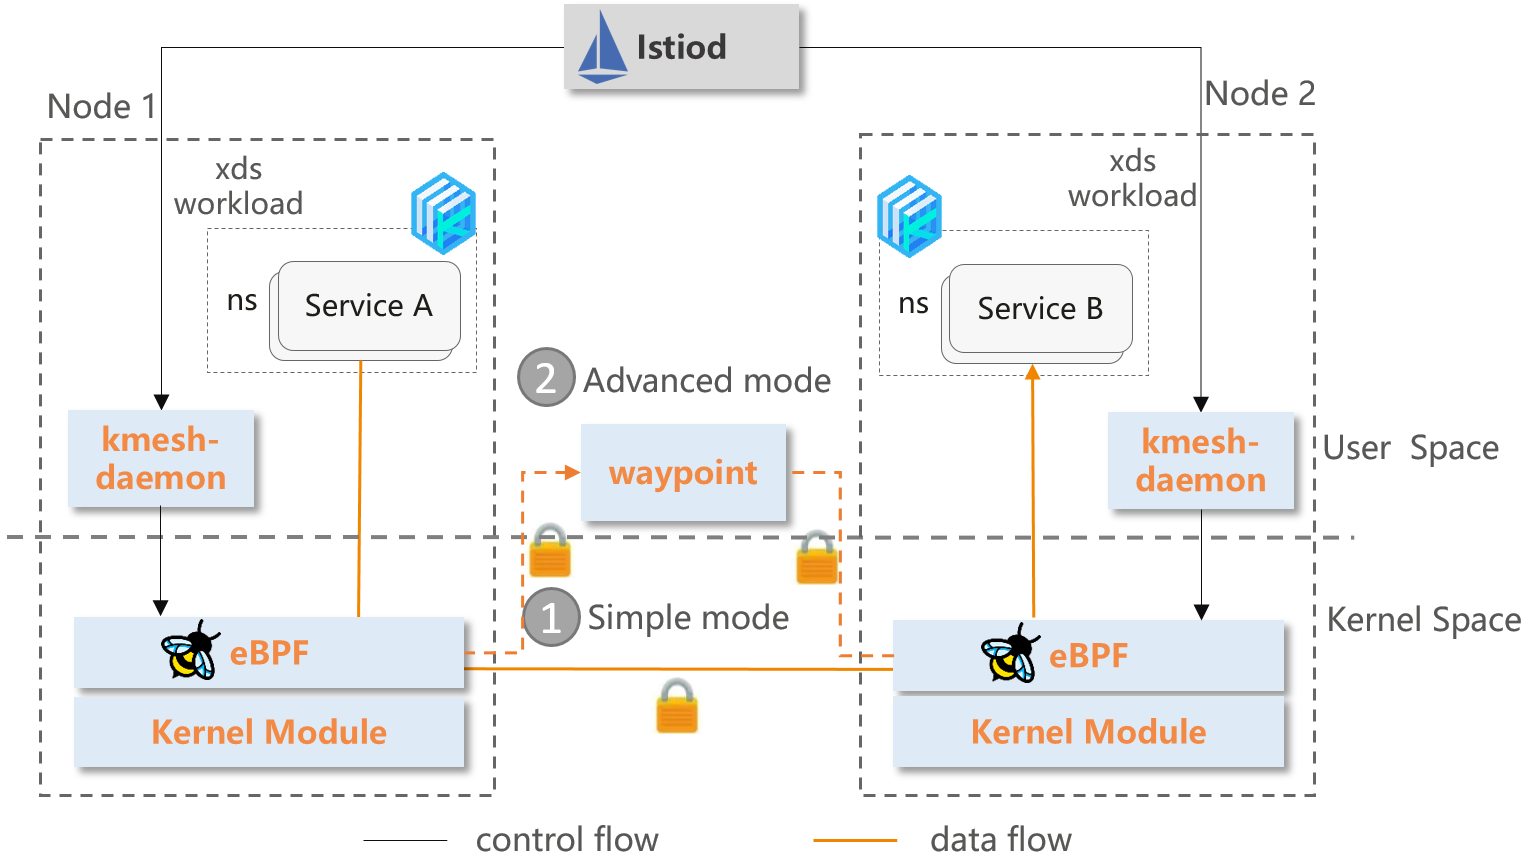 Istiod
Node 1
Node 2
xds
workload
xds
workload
ns
Service A
ns
Service B
2 Advanced mode
kmesh-
daemon
waypoint
kmesh-
daemon
User Space
1 Simple mode
Kernel Space
eBPF
eBPF
Kernel Module
Kernel Module
control flow
data flow